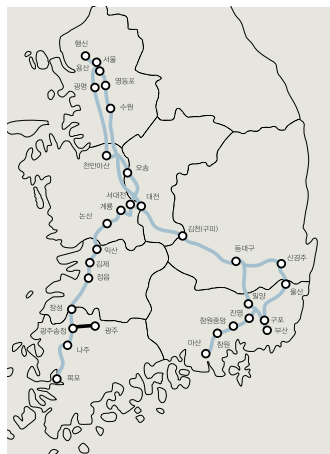 행신
서울
용산
영등포
광명
수원
천안아산
오송
서대전
대전
계룡
논산
김천(구미)
익산
동대구
신경주
김제
정읍
울산
밀양
장성
진영
구포
창원중앙
부산
광주송정
광주
마산
창원
나주
목포